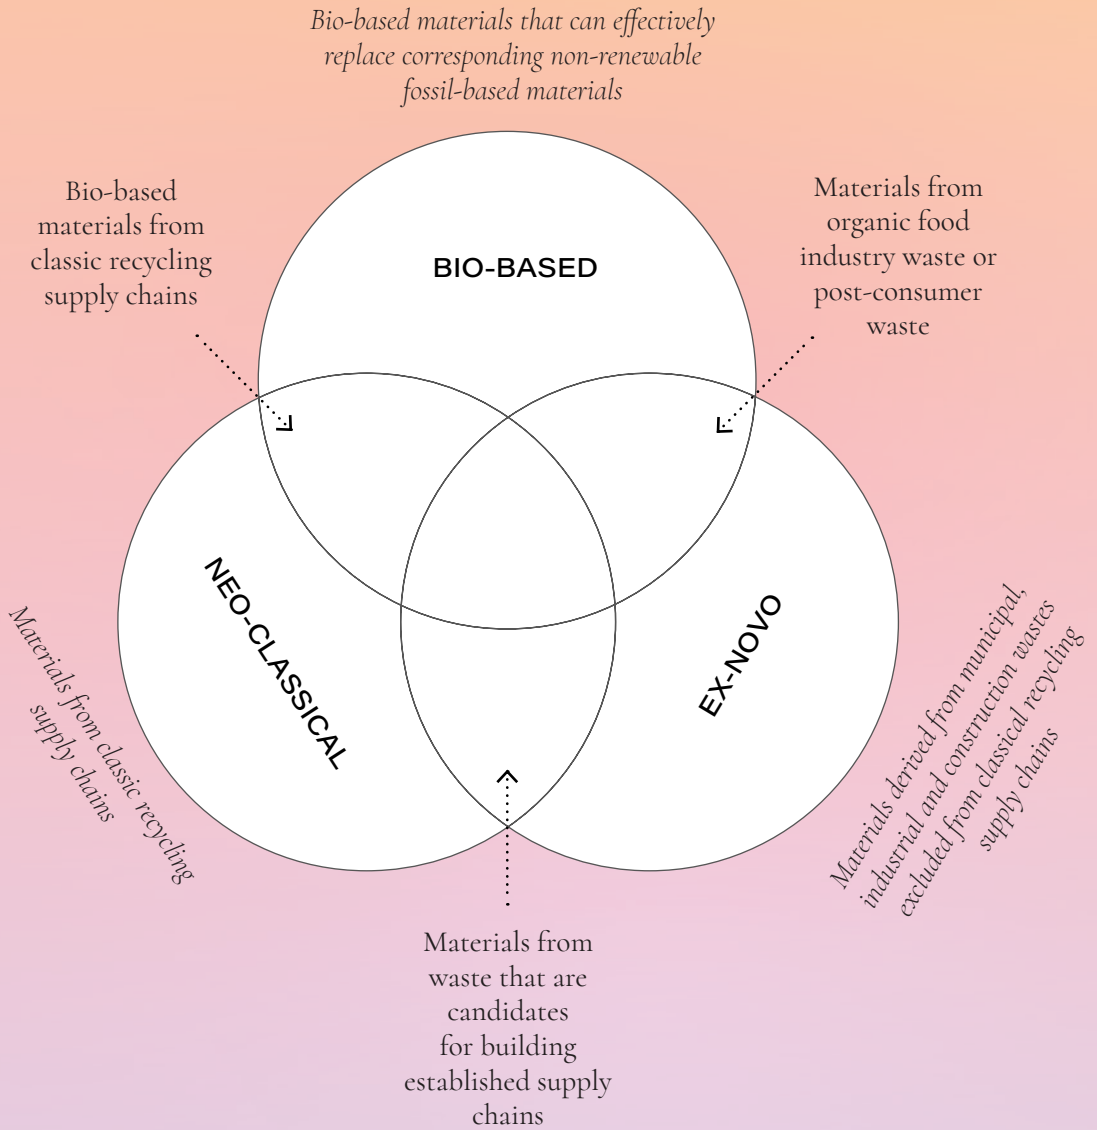 Bio-based materials that can effectively
replace corresponding non-renewable
fossil-based materials
Bio-based
materials from
classic recycling
supply chains
Materials from
organic food
industry waste or
post-consumer
waste
BIO-BASED
NEO-CLASSICAL
EX-NOVO
Materials from classic recycling
supply chains
Materials derived from municipal,
industrial and construction wastes
excluded from classical recycling
supply chains
Materials from
waste that are
candidates
for building
established supply
chains